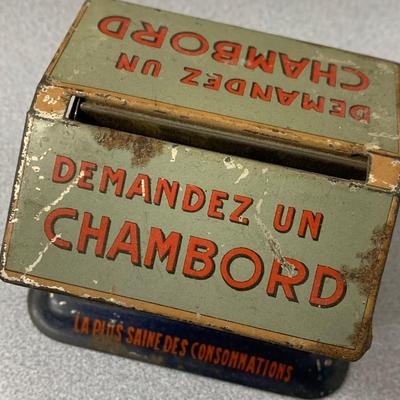 DEMANDEZ UN
CHAMBORD
DEMANDEZ UN
CHAMBORD
LA PLUS SAINE DES CONSOMMATIONS